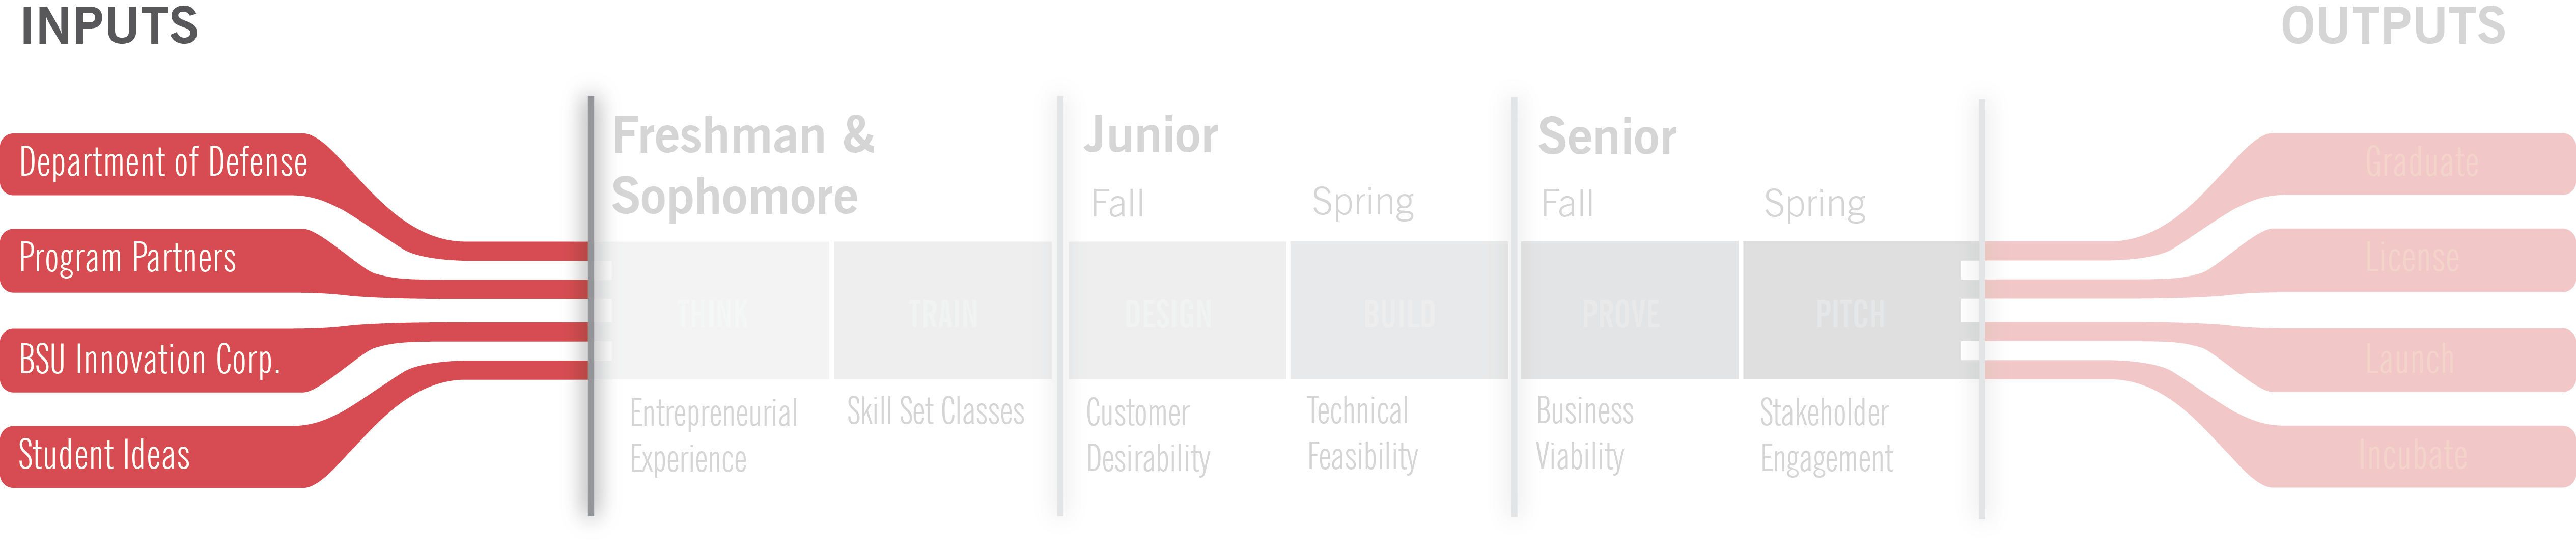 INPUTS
OUTPUTS
Department of Defense
Program Partners
BSU Innovation Corp.
Student Ideas
Freshman &
Sophomore
THINK
TRAIN
Entrepreneurial
Experience
Skill Set Classes
Junior
Fall
Spring
DESIGN
BUILD
Customer
Desirability
Technical
Feasibility
Senior
Fall
Spring
PROVE
PITCH
Business
Viability
Stakeholder
Engagement
Graduate
License
Launch
Incubate